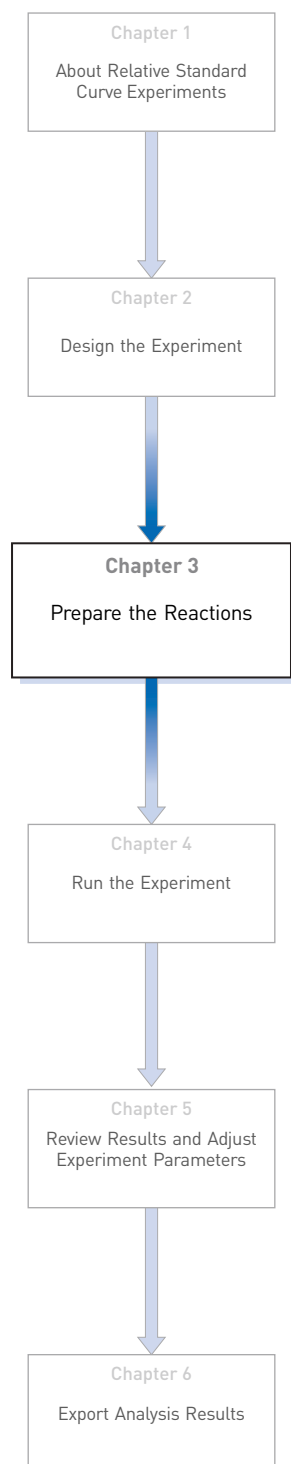 Chapter 1
About Relative Standard
Curve Experiments
Chapter 2
Design the Experiment
Chapter 3
Prepare the Reactions
Chapter 4
Run the Experiment
Chapter 5
Review Results and Adjust
Experiment Parameters
Chapter 6
Export Analysis Results